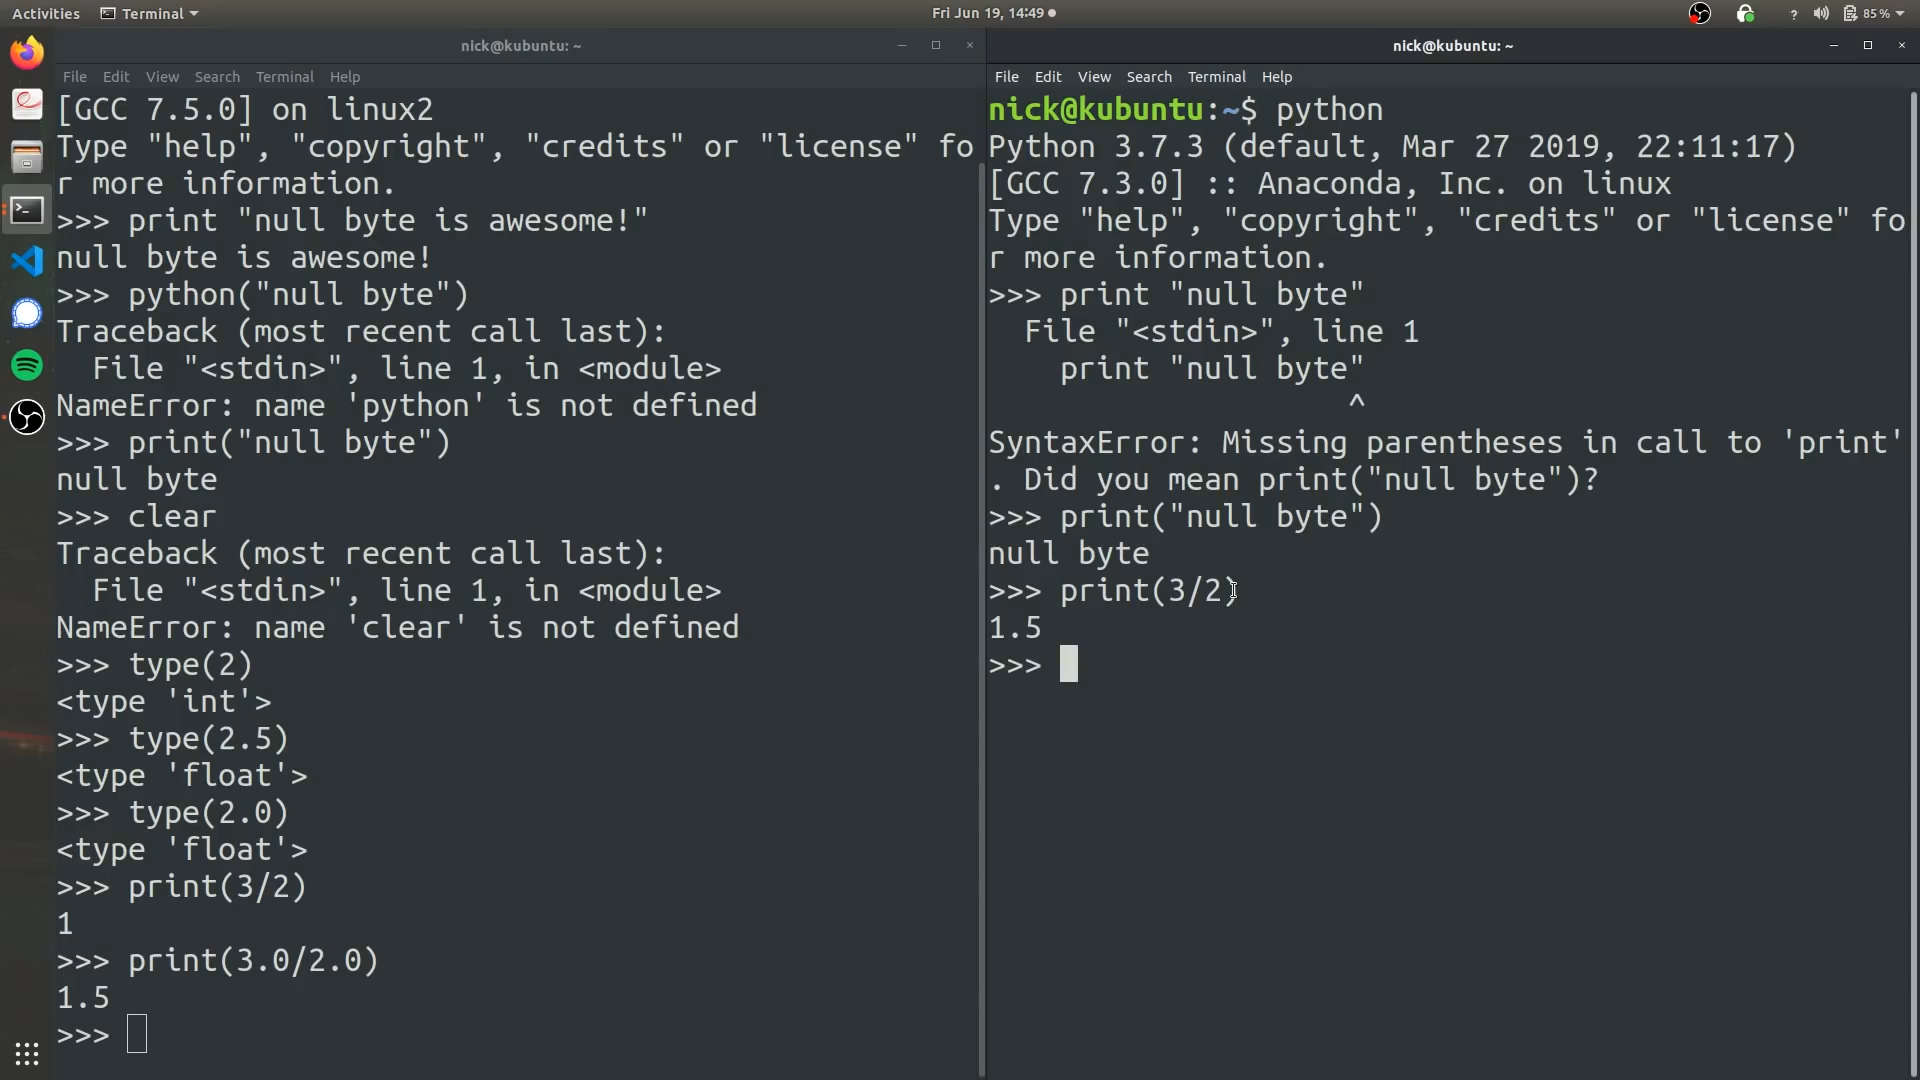 Activities
Terminal
Fri Jun 19, 14:49
?
85 %
nick@kubuntu: ~
File Edit View Search Terminal Help
[GCC 7.5.0] on linux2
Type "help", "copyright", "credits" or "license" fo
r more information.
>>> print "null byte is awesome!"
null byte is awesome!
>>> python("null byte")
Traceback (most recent call last):
  File "<stdin>", line 1, in <module>
NameError: name 'python' is not defined
>>> print("null byte")
null byte
>>> clear
Traceback (most recent call last):
  File "<stdin>", line 1, in <module>
NameError: name 'clear' is not defined
>>> type(2)
<type 'int'>
>>> type(2.5)
<type 'float'>
>>> type(2.0)
<type 'float'>
>>> print(3/2)
1
>>> print(3.0/2.0)
1.5
>>>
nick@kubuntu: ~
File Edit View Search Terminal Help
nick@kubuntu:~$ python
Python 3.7.3 (default, Mar 27 2019, 22:11:17)
[GCC 7.3.0] :: Anaconda, Inc. on linux
Type "help", "copyright", "credits" or "license" fo
r more information.
>>> print "null byte"
  File "<stdin>", line 1
    print "null byte"
                    ^
SyntaxError: Missing parentheses in call to 'print'
. Did you mean print("null byte")?
>>> print("null byte")
null byte
>>> print(3/2)
1.5
>>>